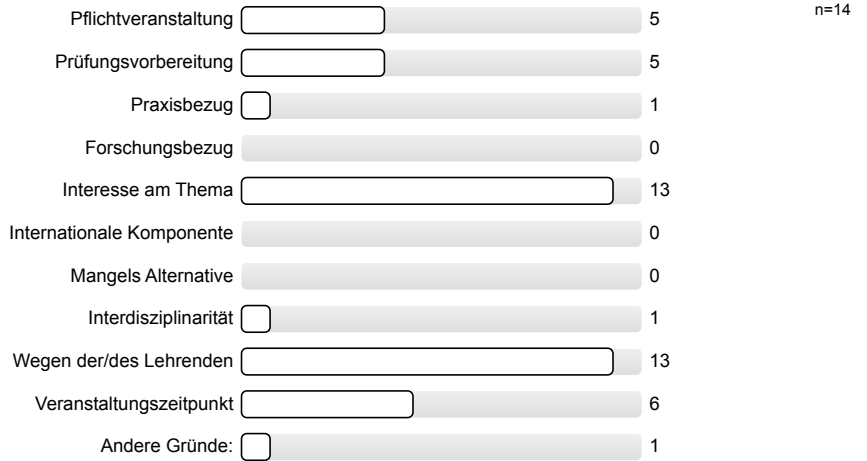 Pflichtveranstaltung 5 n=14
Prüfungsvorbereitung 5
Praxisbezug 1
Forschungsbezug 0
Interesse am Thema 13
Internationale Komponente 0
Mangels Alternative 0
Interdisziplinarität 1
Wegen der/des Lehrenden 13
Veranstaltungszeitpunkt 6
Andere Gründe: 1